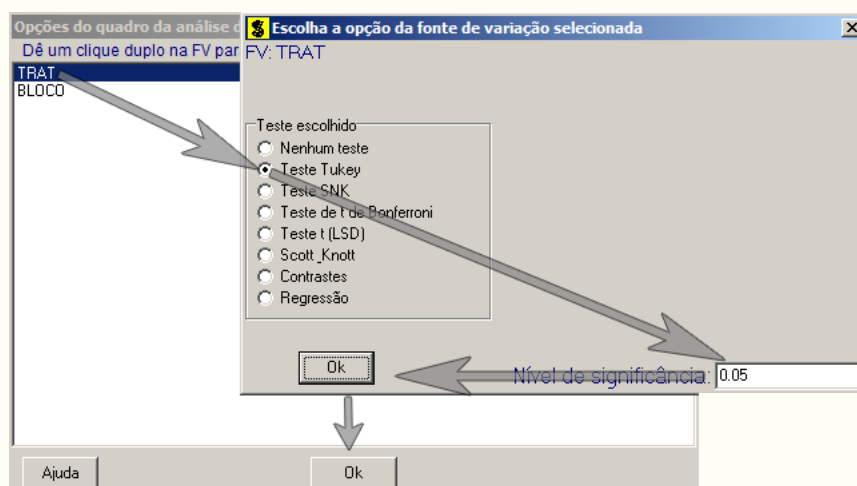 Opções do quadro da análise d
Dê um clique duplo na FV par
TRAT
BLOCO
Escolha a opção da fonte de variação selecionada
FV: TRAT
Teste escolhido
Nenhum teste
Teste Tukey
Teste SNK
Teste de t de Bonferroni
Teste t (LSD)
Scott_Knott
Contrastes
Regressão
Ok
Nível de significância: 0.05
Ajuda
Ok